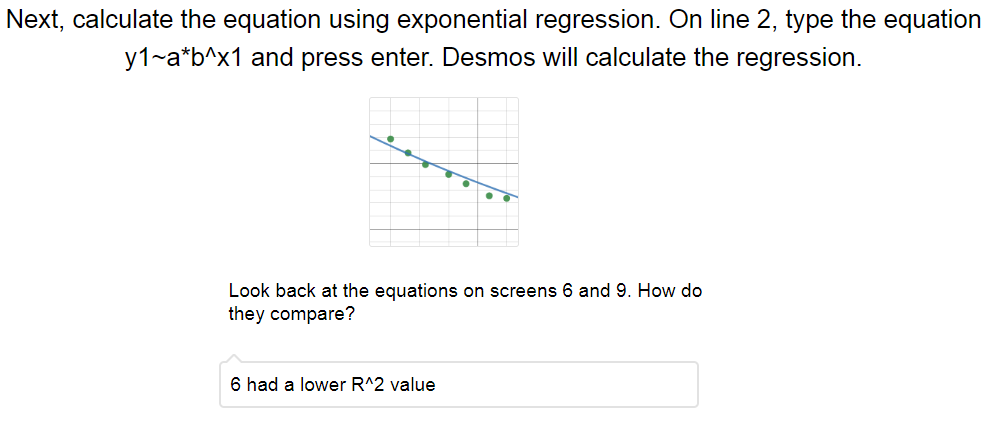 Next, calculate the equation using exponential regression. On line 2, type the equation
y1~a*b^x1 and press enter. Desmos will calculate the regression.
Look back at the equations on screens 6 and 9. How do
they compare?
6 had a lower R^2 value